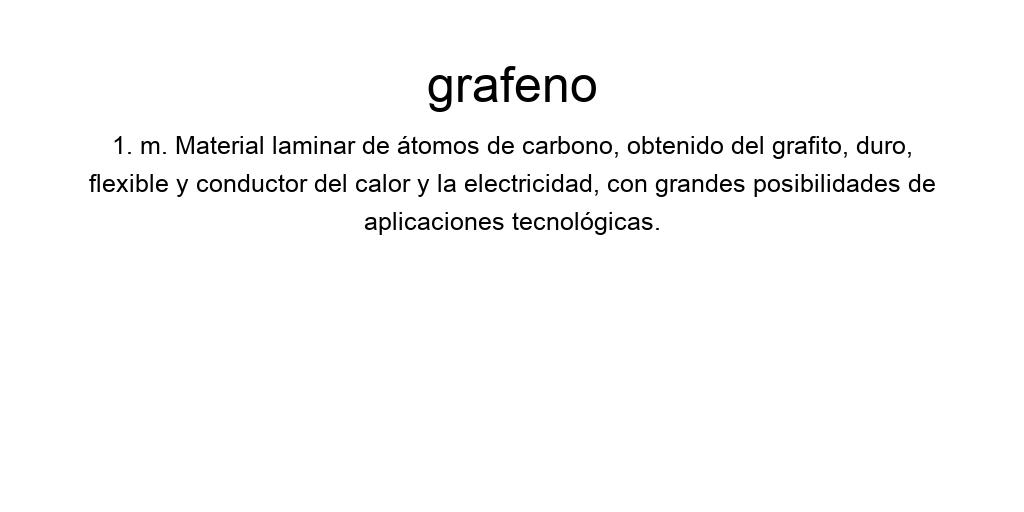 grafeno
1. m. Material laminar de átomos de carbono, obtenido del grafito, duro,
flexible y conductor del calor y la electricidad, con grandes posibilidades de
aplicaciones tecnológicas.